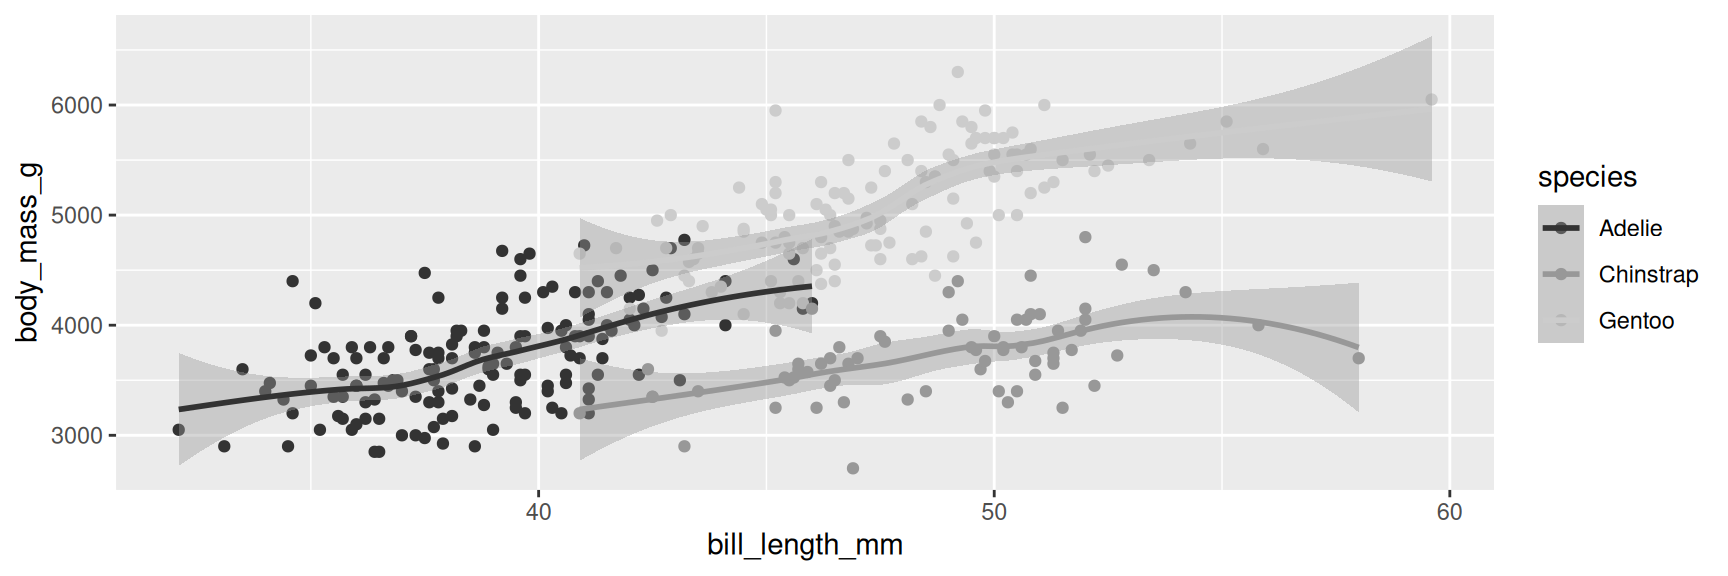 body_mass_g
6000
5000
4000
3000
40
50
60
bill_length_mm
species
Adelie
Chinstrap
Gentoo